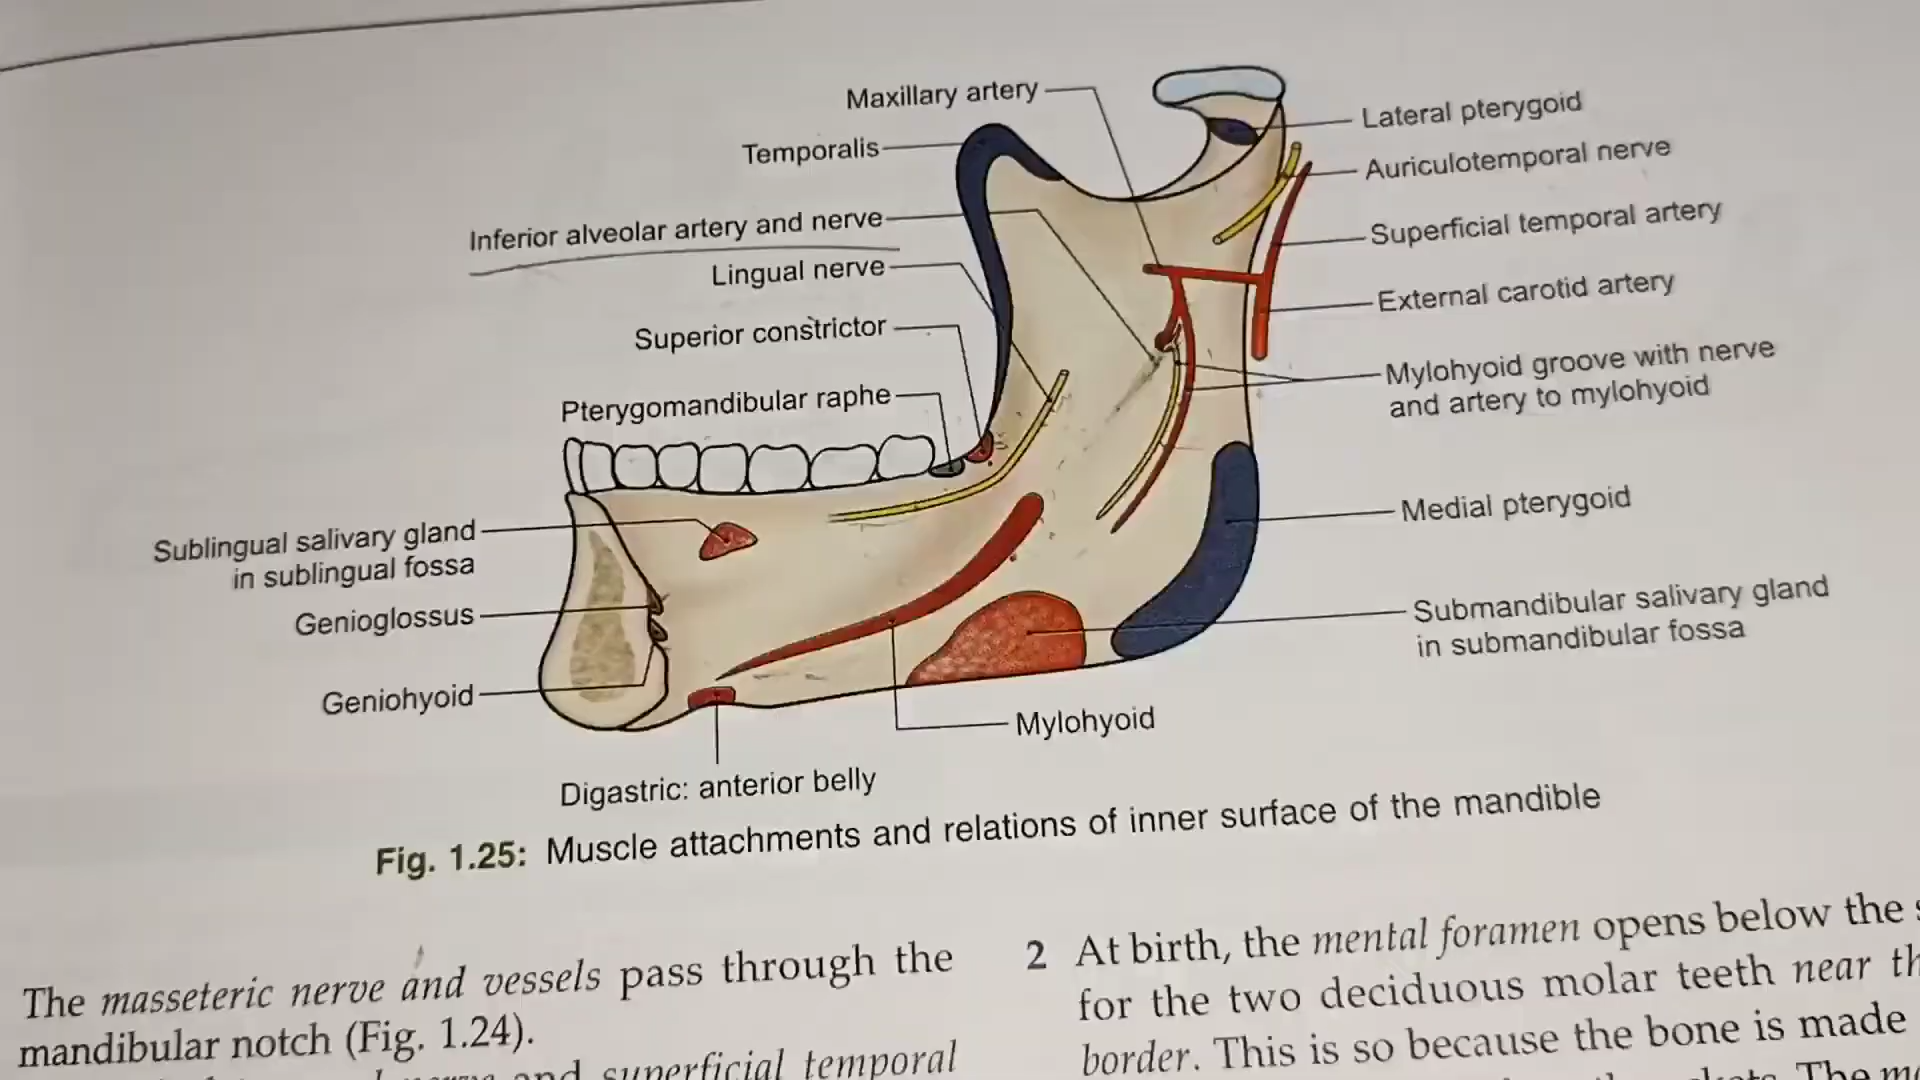 Maxillary artery
Temporalis
Inferior alveolar artery and nerve
Lingual nerve
Superior constrictor
Pterygomandibular raphe
Sublingual salivary gland
in sublingual fossa
Genioglossus
Geniohyoid
Digastric: anterior belly
Mylohyoid
Lateral pterygoid
Auriculotemporal nerve
Superficial temporal artery
External carotid artery
Mylohyoid groove with nerve
and artery to mylohyoid
Medial pterygoid
Submandibular salivary gland
in submandibular fossa
Fig. 1.25: Muscle attachments and relations of inner surface of the mandible
The masseteric nerve and vessels pass through the
mandibular notch (Fig. 1.24).
and superficial temporal
2 At birth, the mental foramen opens below the
for the two deciduous molar teeth near
border. This is so because the bone is made
The